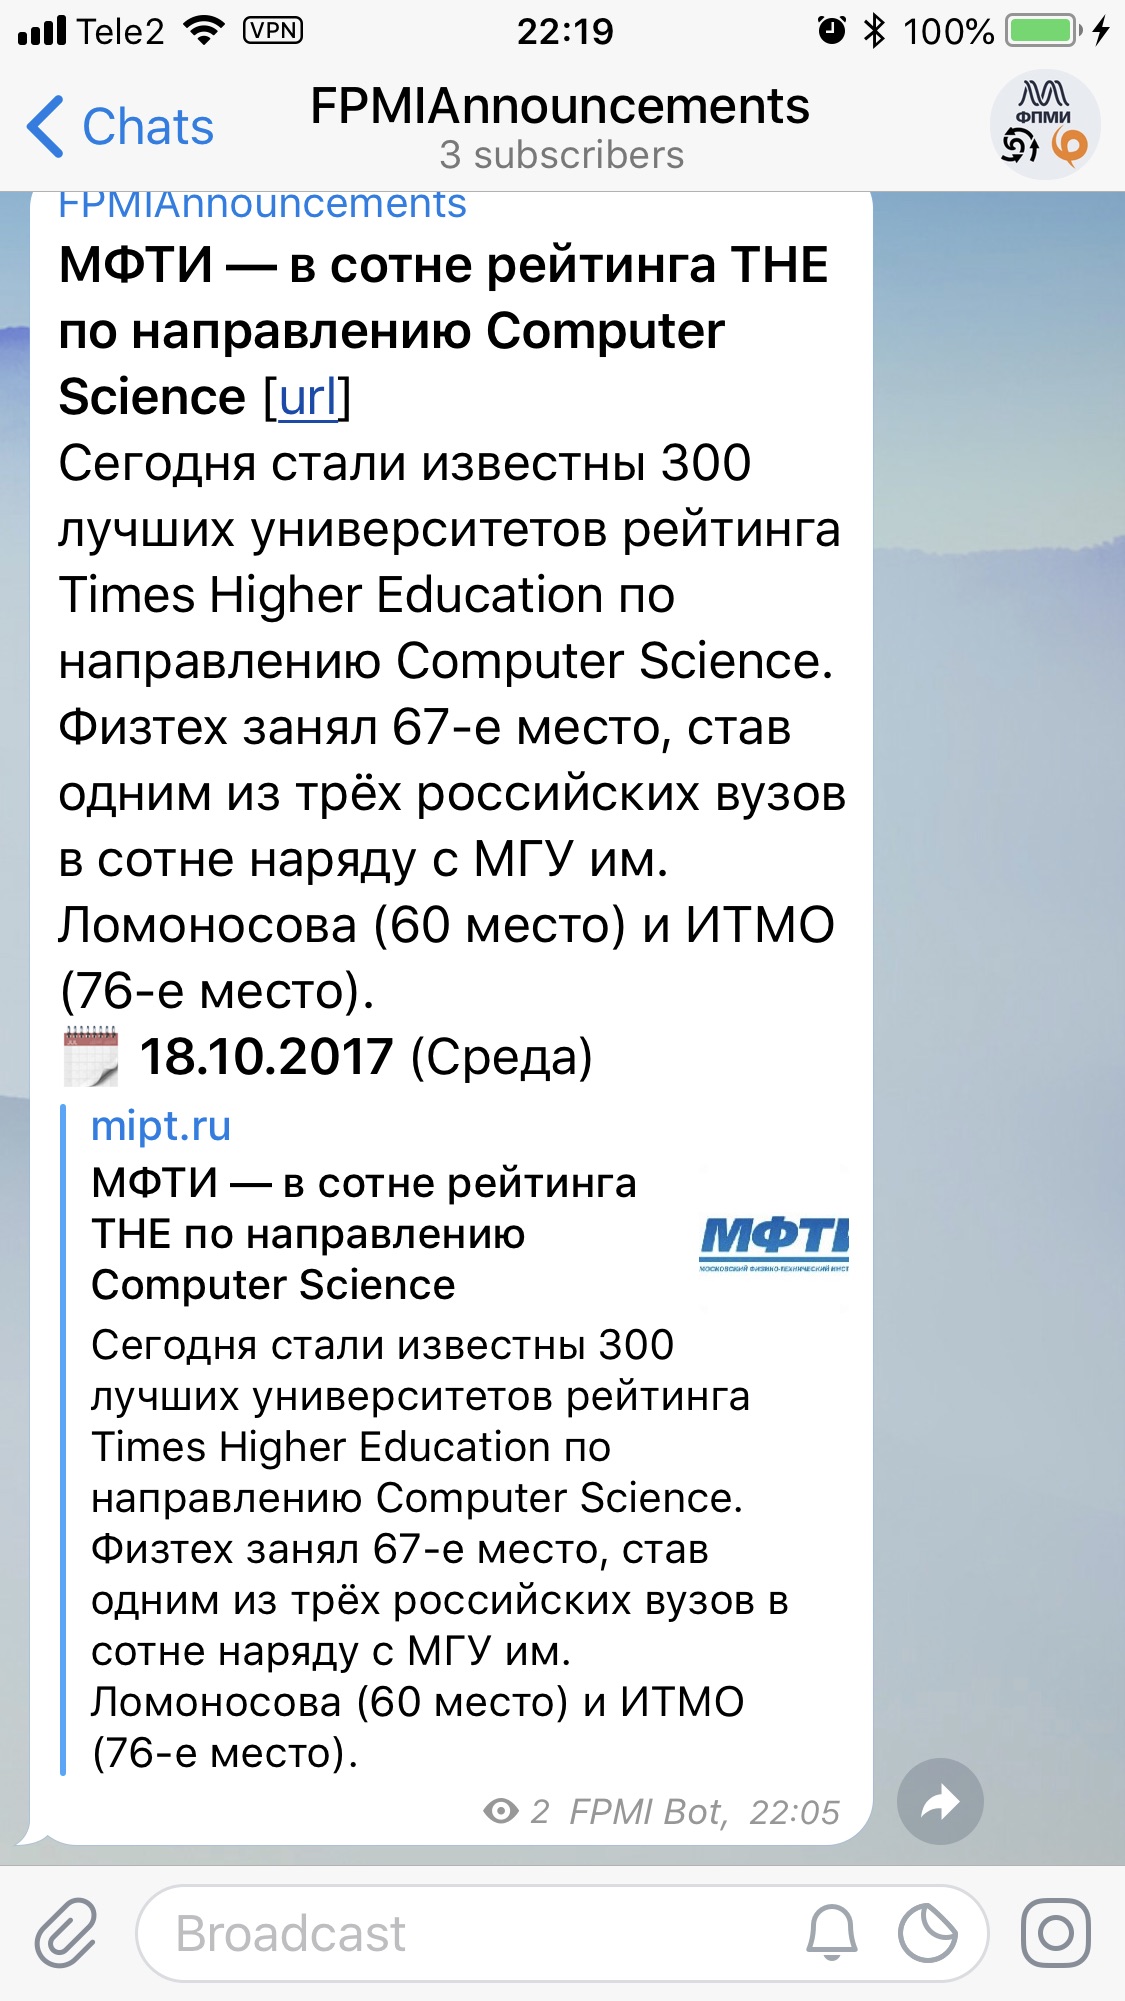 Tele2 VPN 22:19 100%
Chats
FPMIAnnouncements
3 subscribers
ФПМИ
FPMIAnnouncements
МФТИ — в сотне рейтинга THE
по направлению Computer
Science [url]
Сегодня стали известны 300
лучших университетов рейтинга
Times Higher Education по
направлению Computer Science.
Физтех занял 67-е место, став
одним из трёх российских вузов
в сотне наряду с МГУ им.
Ломоносова (60 место) и ИТМО
(76-е место).
18.10.2017 (Среда)
mipt.ru
МФТИ — в сотне рейтинга
THE по направлению
Computer Science
МФТИ
МОСКОВСКИЙ ФИЗИКО-ТЕХНИЧЕСКИЙ ИНСТ
Сегодня стали известны 300
лучших университетов рейтинга
Times Higher Education по
направлению Computer Science.
Физтех занял 67-е место, став
одним из трёх российских вузов в
сотне наряду с МГУ им.
Ломоносова (60 место) и ИТМО
(76-е место).
2 FPMI Bot, 22:05
Broadcast